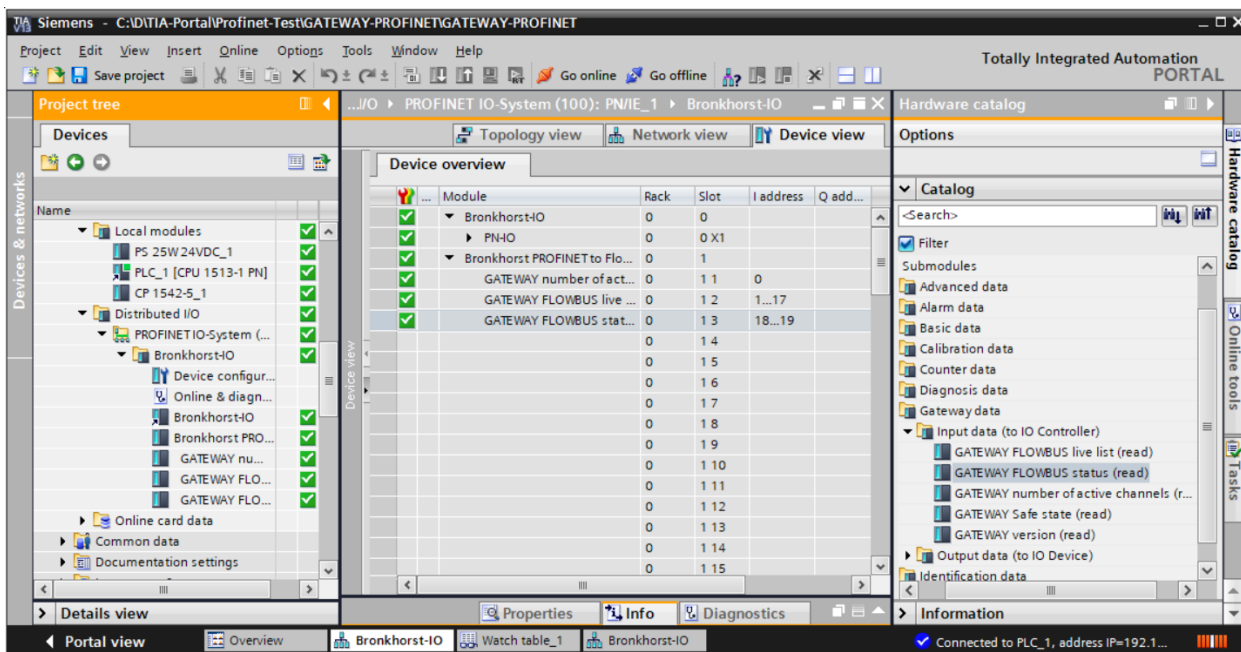 TIA V13 Siemens - C:\D\TIA-Portal\Profinet-Test\GATEWAY-PROFINET\GATEWAY-PROFINET
Project Edit View Insert Online Options Tools Window Help
Totally Integrated Automation
PORTAL
Save project
Go online Go offline
Project tree
Devices
Devices & networks
Name
Local modules
PS 25W 24VDC_1
PLC_1 [CPU 1513-1 PN]
CP 1542-5_1
Distributed I/O
PROFINET IO-System (...
Bronkhorst-IO
Device configur...
Online & diagn...
Bronkhorst-IO
Bronkhorst PRO...
GATEWAY nu...
GATEWAY FLO...
GATEWAY FLO...
Online card data
Common data
Documentation settings
Details view
...I/O PROFINET IO-System (100): PN/IE_1 Bronkhorst-IO
Topology view Network view Device view
Device overview
Device view
... Module Rack Slot I address Q add...
Bronkhorst-IO 0 0
PN-IO 0 0 X1
Bronkhorst PROFINET to Flo... 0 1
GATEWAY number of act... 0 1 1 0
GATEWAY FLOWBUS live ... 0 1 2 1...17
GATEWAY FLOWBUS stat... 0 1 3 18...19
0 1 4
0 1 5
0 1 6
0 1 7
0 1 8
0 1 9
0 1 10
0 1 11
0 1 12
0 1 13
0 1 14
0 1 15
Properties Info Diagnostics
Hardware catalog
Options
Catalog
<Search>
Filter
Submodules
Advanced data
Alarm data
Basic data
Calibration data
Counter data
Diagnosis data
Gateway data
Input data (to IO Controller)
GATEWAY FLOWBUS live list (read)
GATEWAY FLOWBUS status (read)
GATEWAY number of active channels (r...
GATEWAY Safe state (read)
GATEWAY version (read)
Output data (to IO Device)
Identification data
Information
Hardware catalog
Online tools
Tasks
Portal view Overview Bronkhorst-IO Watch table_1 Bronkhorst-IO
Connected to PLC_1, address IP=192.1...